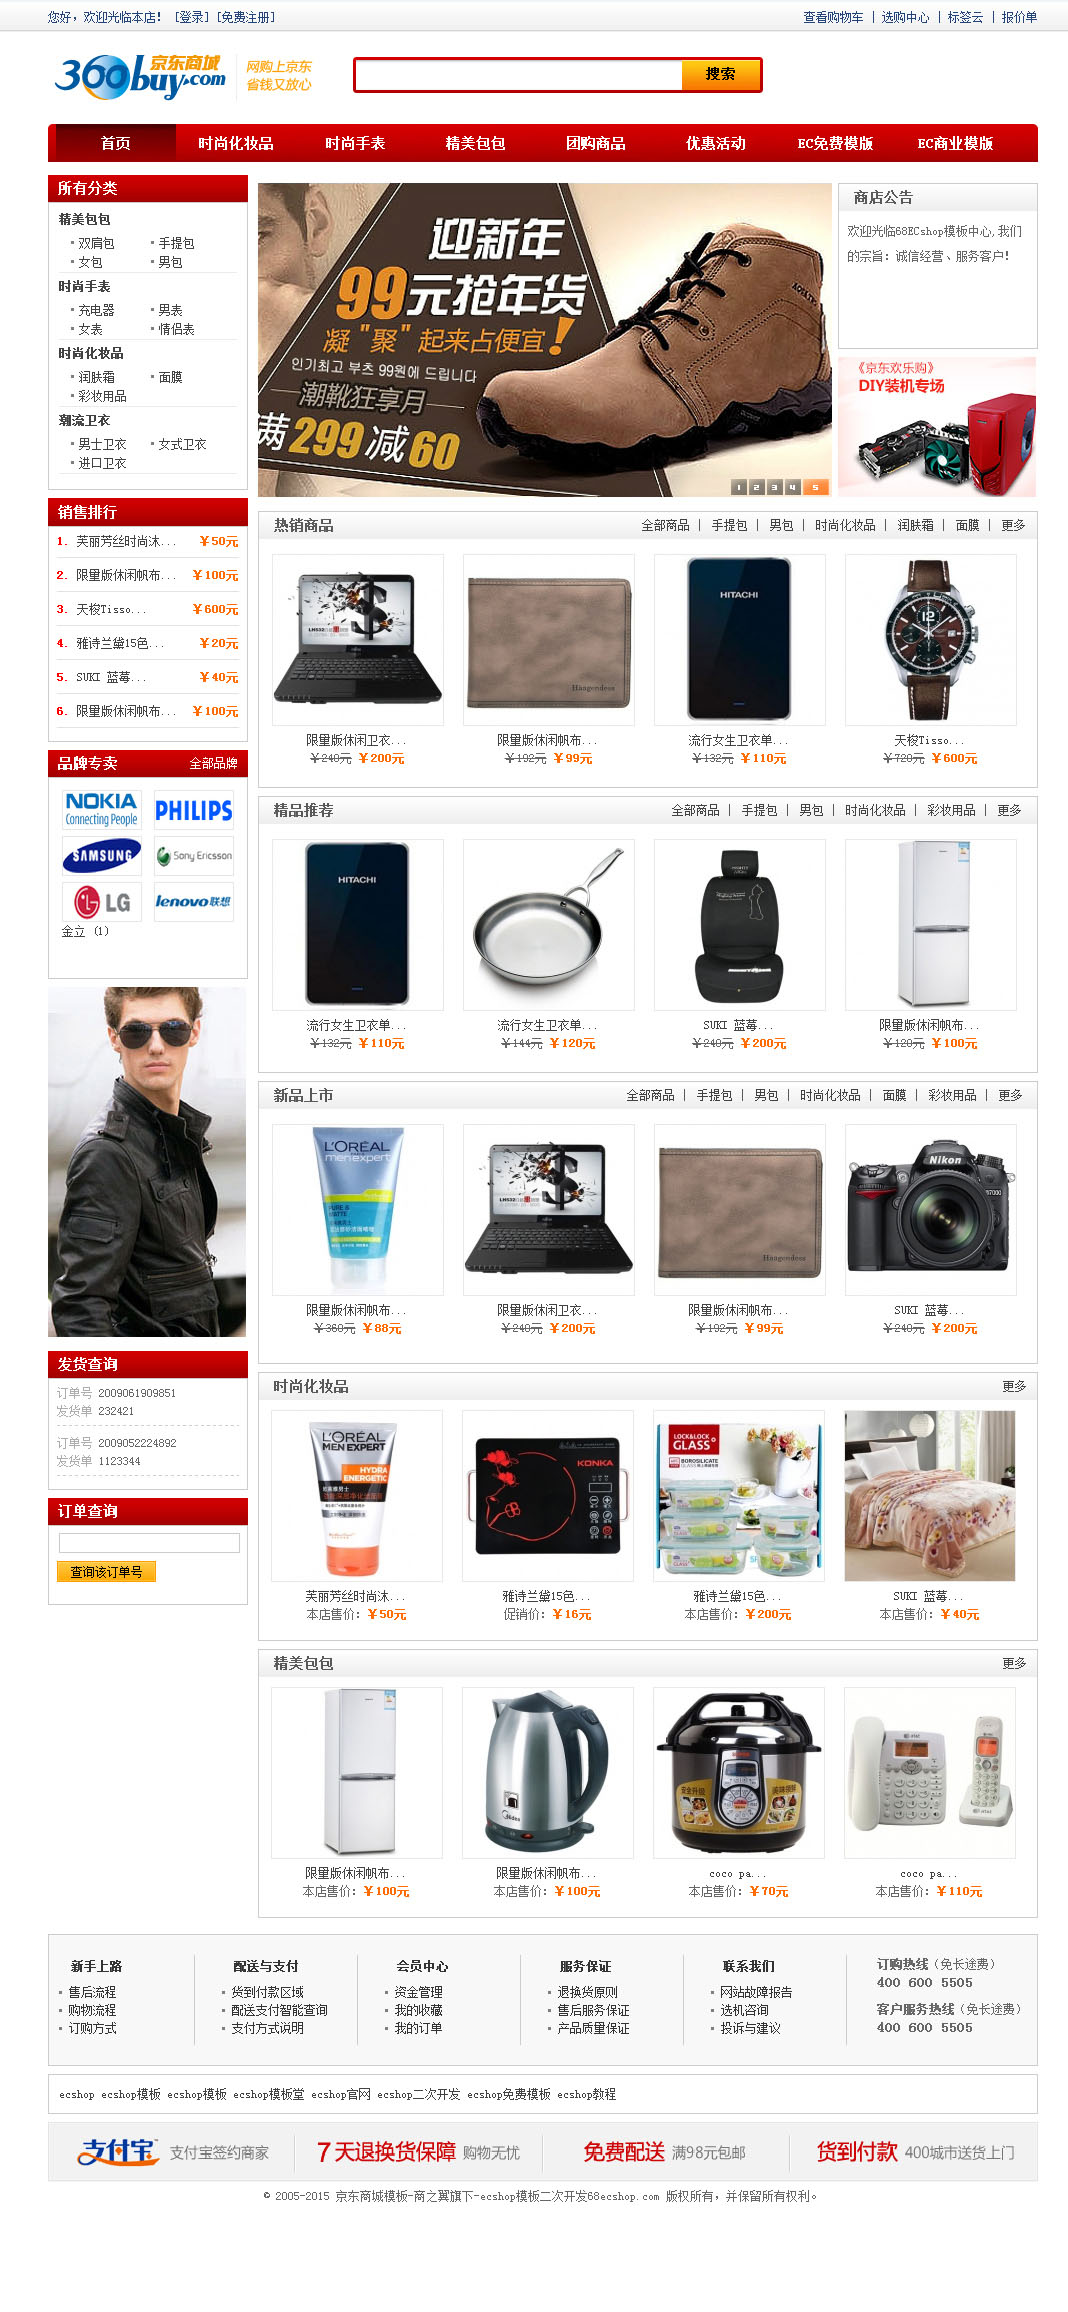 您好，欢迎光临本店！ [登录] [免费注册]
查看购物车 | 选购中心 | 标签云 | 报价单
360buy.com 京东商城
网购上京东
省钱又放心
搜索
首页 时尚化妆品 时尚手表 精美包包 团购商品 优惠活动 EC免费模版 EC商业模版
所有分类
精美包包
双肩包 手提包
女包 男包
时尚手表
充电器 男表
女表 情侣表
时尚化妆品
润肤霜 面膜
彩妆用品
潮流卫衣
男士卫衣 女式卫衣
进口卫衣
迎新年
99元抢年货
凝"聚"起来占便宜!
인기최고 부츠 99원에 드립니다
潮靴狂享月
满299减60
1 2 3 4 5
商店公告
欢迎光临68ECshop模板中心,我们
的宗旨：诚信经营、服务客户！
《京东欢乐购》
DIY装机专场
销售排行
1. 芙丽芳丝时尚沐... ￥50元
2. 限量版休闲帆布... ￥100元
3. 天梭Tisso... ￥600元
4. 雅诗兰黛15色... ￥20元
5. SUKI 蓝莓... ￥40元
6. 限量版休闲帆布... ￥100元
品牌专卖 全部品牌
NOKIA
Connecting People
PHILIPS
SAMSUNG
Sony Ericsson
LG
lenovo联想
金立 (1)
发货查询
订单号 2009061909851
发货单 232421
订单号 2009052224892
发货单 1123344
订单查询
查询该订单号
热销商品
全部商品 | 手提包 | 男包 | 时尚化妆品 | 润肤霜 | 面膜 | 更多
HITACHI
Haagendess
限量版休闲卫衣... 限量版休闲帆布... 流行女生卫衣单... 天梭Tisso...
￥240元 ￥200元 ￥192元 ￥99元 ￥132元 ￥110元 ￥720元 ￥600元
精品推荐
全部商品 | 手提包 | 男包 | 时尚化妆品 | 彩妆用品 | 更多
HITACHI
流行女生卫衣单... 流行女生卫衣单... SUKI 蓝莓... 限量版休闲帆布...
￥132元 ￥110元 ￥144元 ￥120元 ￥240元 ￥200元 ￥120元 ￥100元
新品上市
全部商品 | 手提包 | 男包 | 时尚化妆品 | 面膜 | 彩妆用品 | 更多
L'ORÉAL
men expert
PURE &
MATTE
Haagendess
Nikon
D7000
限量版休闲帆布... 限量版休闲卫衣... 限量版休闲帆布... SUKI 蓝莓...
￥360元 ￥88元 ￥240元 ￥200元 ￥192元 ￥99元 ￥240元 ￥200元
时尚化妆品
更多
L'ORÉAL
MEN EXPERT
HYDRA
ENERGETIC
KONKA
LOCK&LOCK
GLASS
BOROSILICATE
芙丽芳丝时尚沐... 雅诗兰黛15色... 雅诗兰黛15色... SUKI 蓝莓...
本店售价：￥50元 促销价：￥16元 本店售价：￥200元 本店售价：￥40元
精美包包
更多
Midea
安全升级
at&t
限量版休闲帆布... 限量版休闲帆布... coco pa... coco pa...
本店售价：￥100元 本店售价：￥100元 本店售价：￥70元 本店售价：￥110元
新手上路
售后流程
购物流程
订购方式
配送与支付
货到付款区域
配送支付智能查询
支付方式说明
会员中心
资金管理
我的收藏
我的订单
服务保证
退换货原则
售后服务保证
产品质量保证
联系我们
网站故障报告
选机咨询
投诉与建议
订购热线（免长途费）
400 600 5505
客户服务热线（免长途费）
400 600 5505
ecshop ecshop模板 ecshop模板 ecshop模板堂 ecshop官网 ecshop二次开发 ecshop免费模板 ecshop教程
支付宝 支付宝签约商家
7天退换货保障 购物无忧
免费配送 满98元包邮
货到付款 400城市送货上门
© 2005-2015 京东商城模板-商之翼旗下-ecshop模板二次开发68ecshop.com 版权所有，并保留所有权利。